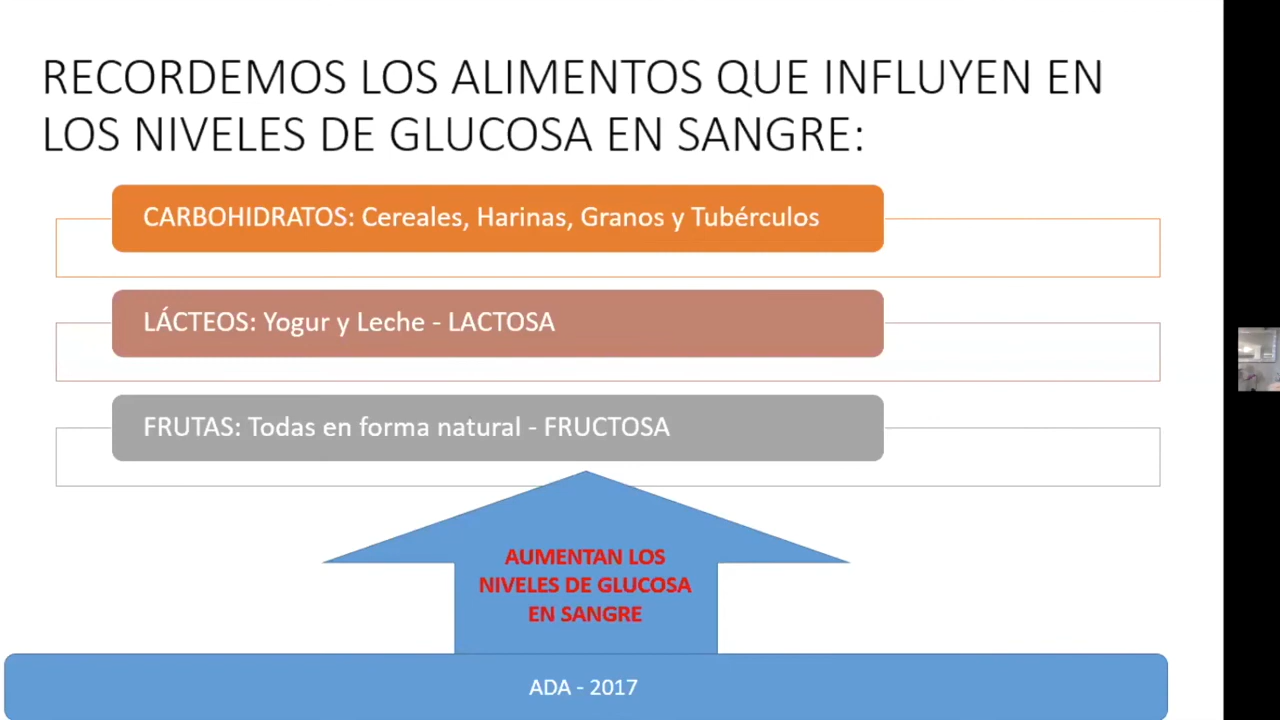 RECORDEMOS LOS ALIMENTOS QUE INFLUYEN EN
LOS NIVELES DE GLUCOSA EN SANGRE:
CARBOHIDRATOS: Cereales, Harinas, Granos y Tubérculos
LÁCTEOS: Yogur y Leche - LACTOSA
FRUTAS: Todas en forma natural - FRUCTOSA
AUMENTAN LOS
NIVELES DE GLUCOSA
EN SANGRE
ADA - 2017